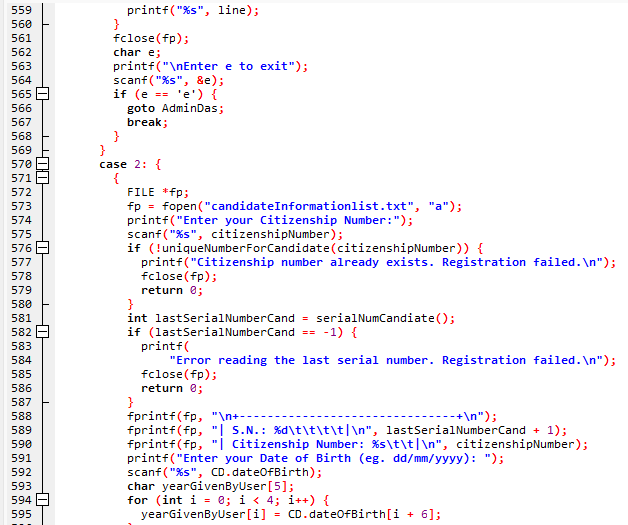 559 printf("%s", line);
560 }
561 fclose(fp);
562 char e;
563 printf("\nEnter e to exit");
564 scanf("%s", &e);
565 if (e == 'e') {
566 goto AdminDas;
567 break;
568 }
569 }
570 case 2: {
571 {
572 FILE *fp;
573 fp = fopen("candidateInformationlist.txt", "a");
574 printf("Enter your Citizenship Number:");
575 scanf("%s", citizenshipNumber);
576 if (!uniqueNumberForCandidate(citizenshipNumber)) {
577 printf("Citizenship number already exists. Registration failed.\n");
578 fclose(fp);
579 return 0;
580 }
581 int lastSerialNumberCand = serialNumCandiate();
582 if (lastSerialNumberCand == -1) {
583 printf(
584 "Error reading the last serial number. Registration failed.\n");
585 fclose(fp);
586 return 0;
587 }
588 fprintf(fp, "\n+-------------------------------+\n");
589 fprintf(fp, "| S.N.: %d\t\t\t\t|\n", lastSerialNumberCand + 1);
590 fprintf(fp, "| Citizenship Number: %s\t\t|\n", citizenshipNumber);
591 printf("Enter your Date of Birth (eg. dd/mm/yyyy): ");
592 scanf("%s", CD.dateOfBirth);
593 char yearGivenByUser[5];
594 for (int i = 0; i < 4; i++) {
595 yearGivenByUser[i] = CD.dateOfBirth[i + 6];